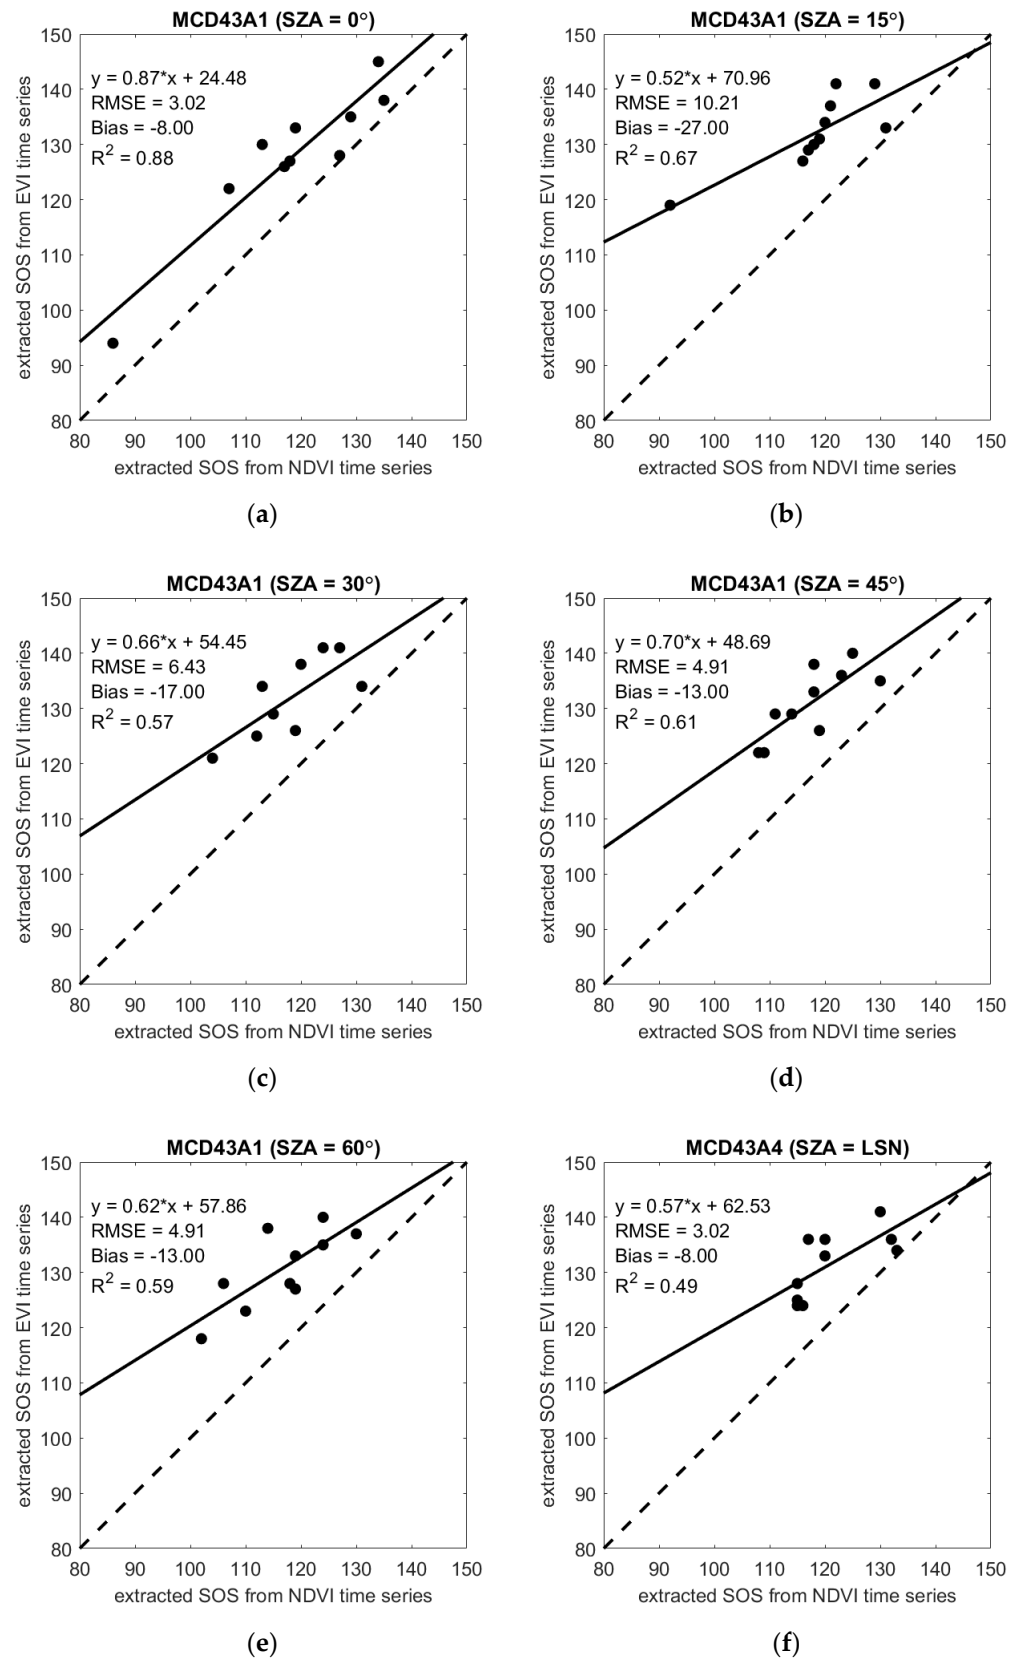 MCD43A1 (SZA = 0°)
150
140
130
120
110
100
90
80
y = 0.87*x + 24.48
RMSE = 3.02
Bias = -8.00
R² = 0.88
extracted SOS from EVI time series
80 90 100 110 120 130 140 150
extracted SOS from NDVI time series
(a)
MCD43A1 (SZA = 15°)
150
140
130
120
110
100
90
80
y = 0.52*x + 70.96
RMSE = 10.21
Bias = -27.00
R² = 0.67
extracted SOS from EVI time series
80 90 100 110 120 130 140 150
extracted SOS from NDVI time series
(b)
MCD43A1 (SZA = 30°)
150
140
130
120
110
100
90
80
y = 0.66*x + 54.45
RMSE = 6.43
Bias = -17.00
R² = 0.57
extracted SOS from EVI time series
80 90 100 110 120 130 140 150
extracted SOS from NDVI time series
(c)
MCD43A1 (SZA = 45°)
150
140
130
120
110
100
90
80
y = 0.70*x + 48.69
RMSE = 4.91
Bias = -13.00
R² = 0.61
extracted SOS from EVI time series
80 90 100 110 120 130 140 150
extracted SOS from NDVI time series
(d)
MCD43A1 (SZA = 60°)
150
140
130
120
110
100
90
80
y = 0.62*x + 57.86
RMSE = 4.91
Bias = -13.00
R² = 0.59
extracted SOS from EVI time series
80 90 100 110 120 130 140 150
extracted SOS from NDVI time series
(e)
MCD43A4 (SZA = LSN)
150
140
130
120
110
100
90
80
y = 0.57*x + 62.53
RMSE = 3.02
Bias = -8.00
R² = 0.49
extracted SOS from EVI time series
80 90 100 110 120 130 140 150
extracted SOS from NDVI time series
(f)